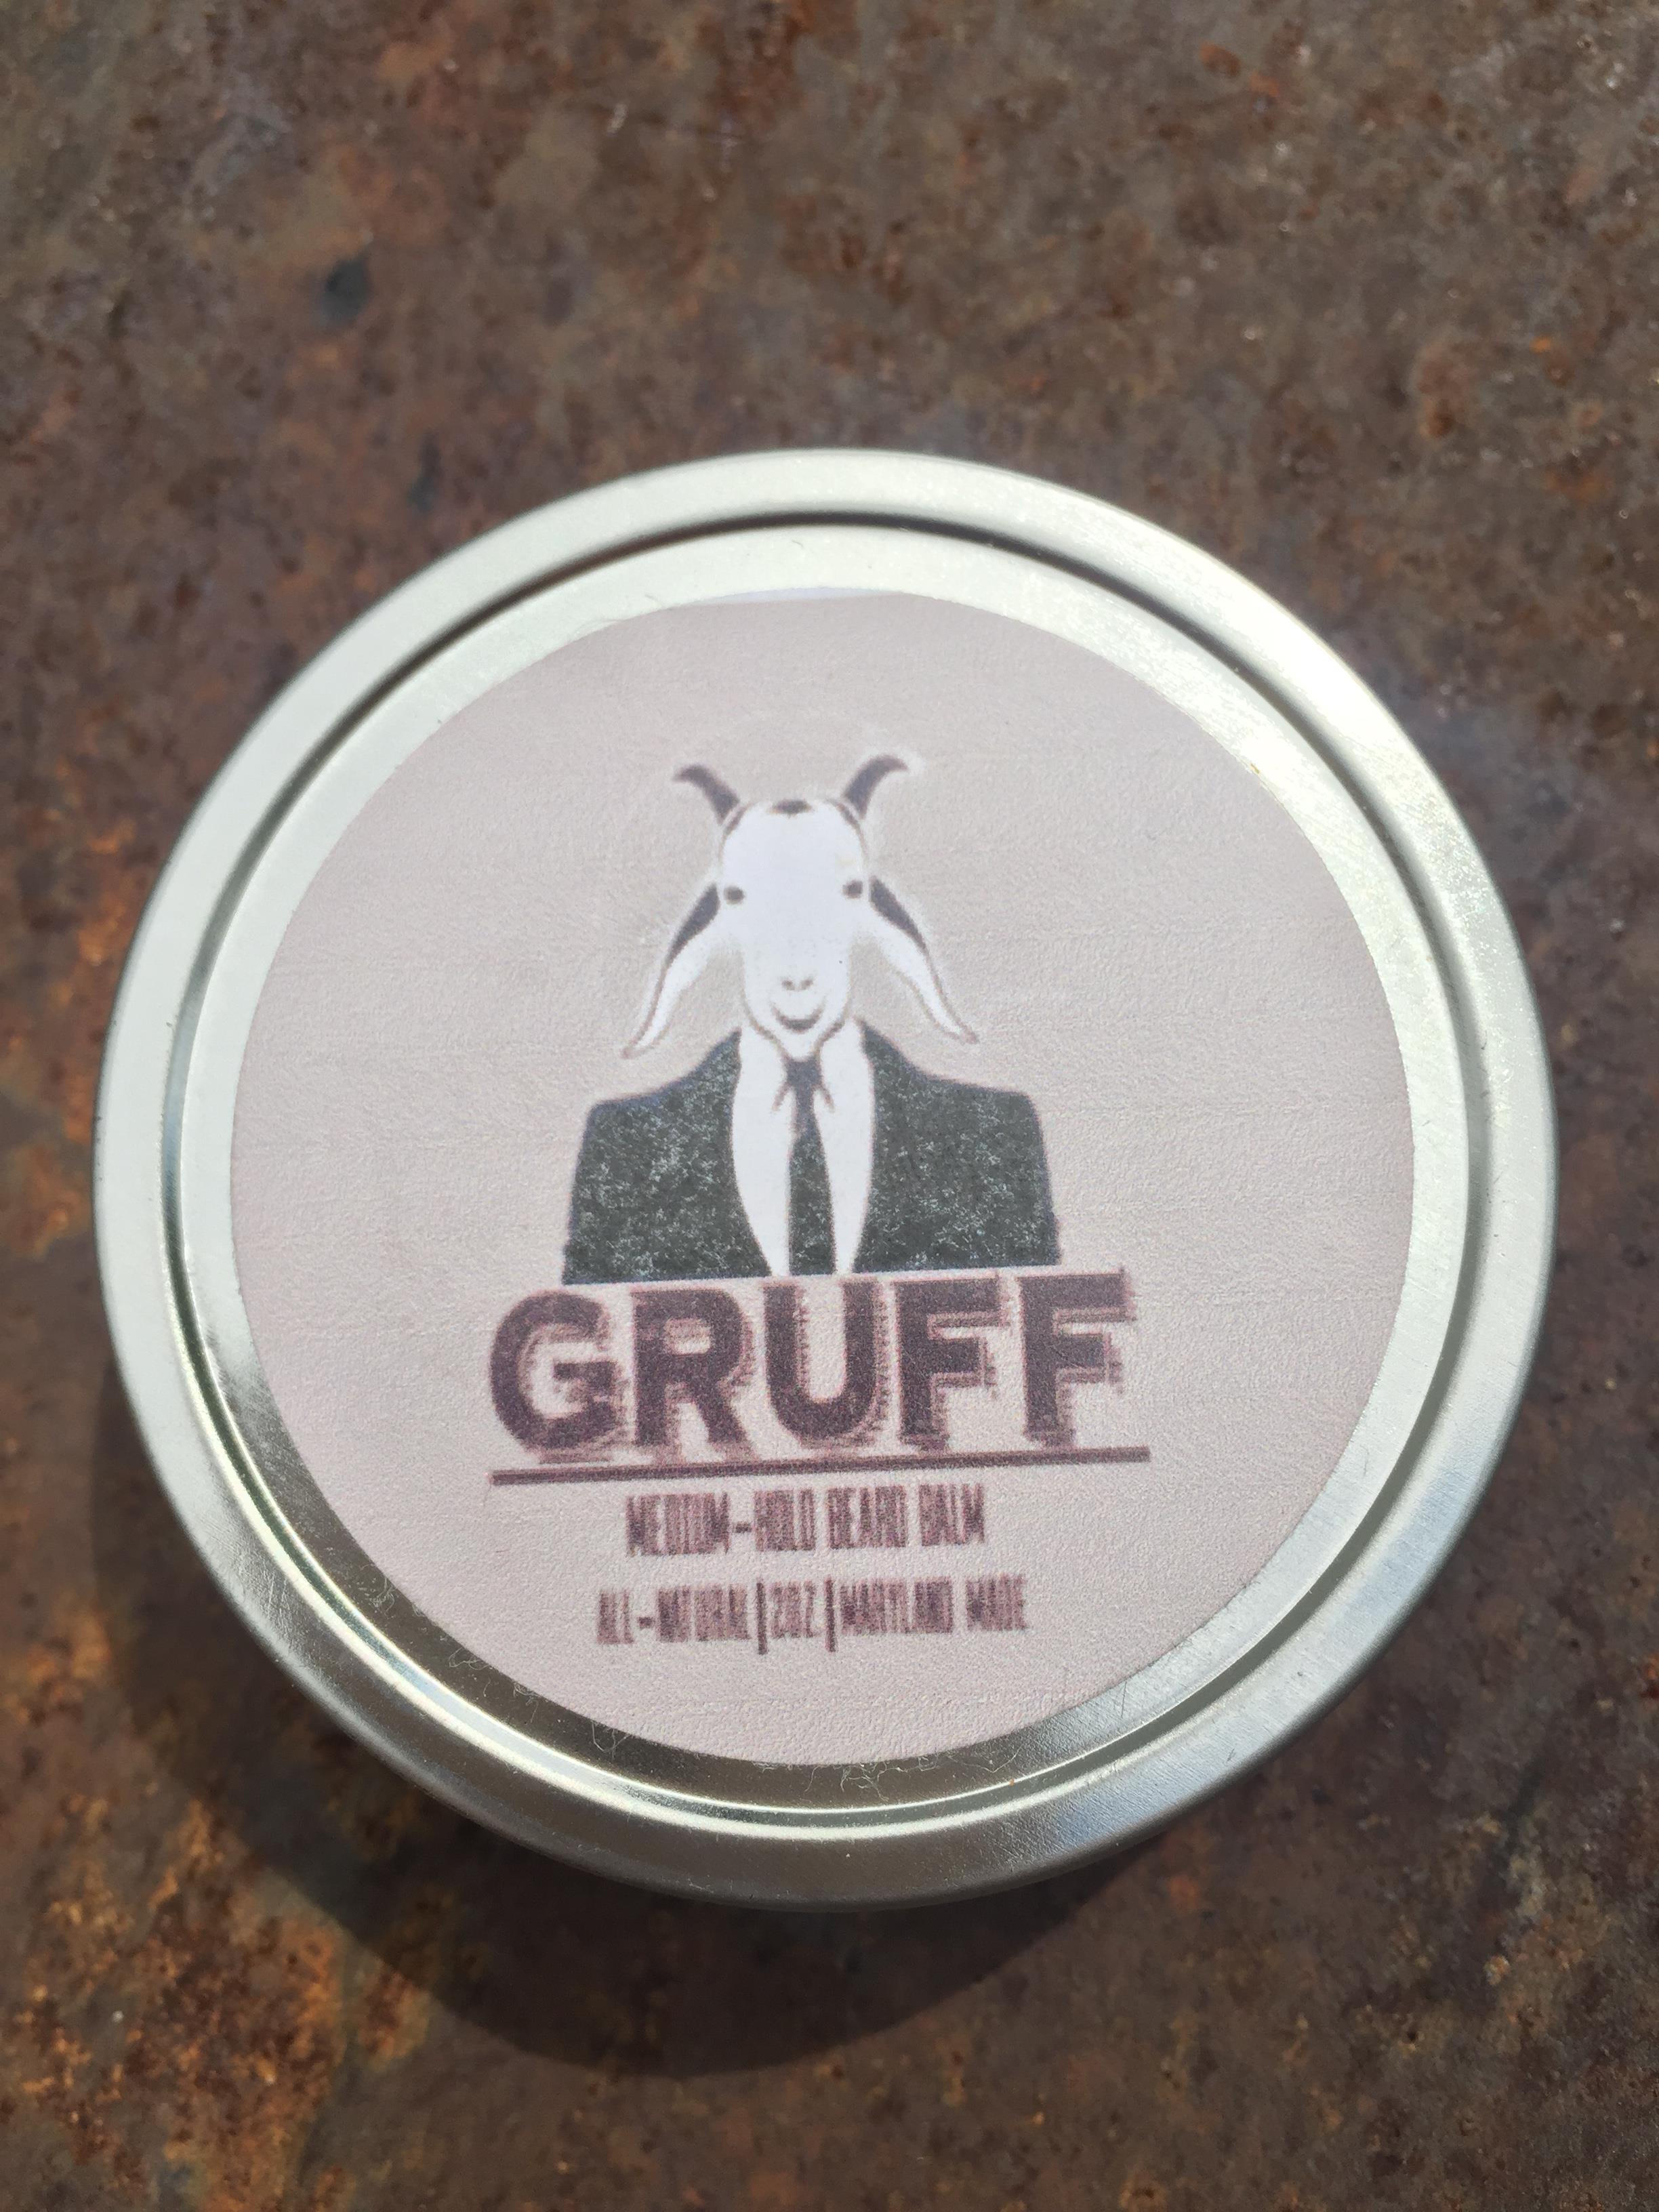 GRUFF
MEDIUM-HOLD BEARD BALM
ALL-NATURAL | 2OZ | MARYLAND MADE